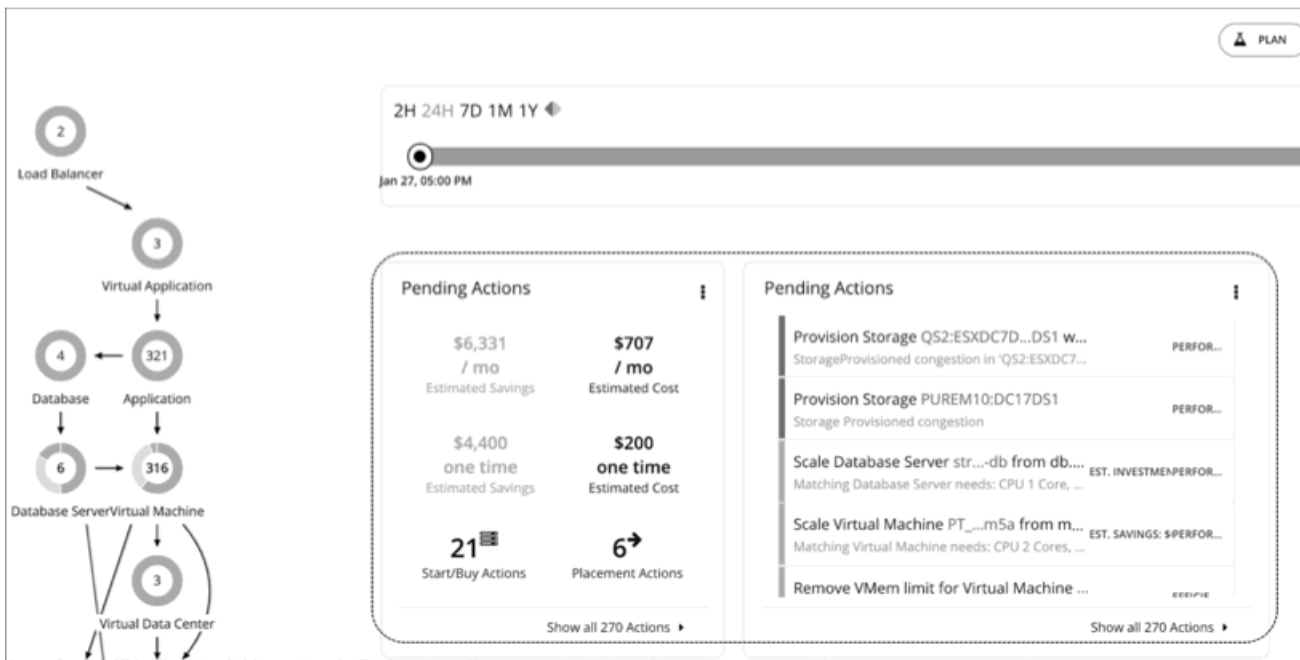 PLAN
2H 24H 7D 1M 1Y
Jan 27, 05:00 PM
2
Load Balancer
3
Virtual Application
4
321
Database
Application
6
316
Database Server
Virtual Machine
3
Virtual Data Center
Pending Actions
$6,331
/ mo
Estimated Savings
$707
/ mo
Estimated Cost
$4,400
one time
Estimated Savings
$200
one time
Estimated Cost
21
Start/Buy Actions
6
Placement Actions
Show all 270 Actions
Pending Actions
Provision Storage QS2:ESXDC7D...DS1 w...
StorageProvisioned congestion in 'QS2:ESXDC7...
PERFOR...
Provision Storage PUREM10:DC17DS1
Storage Provisioned congestion
PERFOR...
Scale Database Server str...-db from db....
Matching Database Server needs: CPU 1 Core, ...
EST. INVESTMEN PERFOR...
Scale Virtual Machine PT_...m5a from m...
Matching Virtual Machine needs: CPU 2 Cores, ...
EST. SAVINGS: $ PERFOR...
Remove VMem limit for Virtual Machine ...
Show all 270 Actions